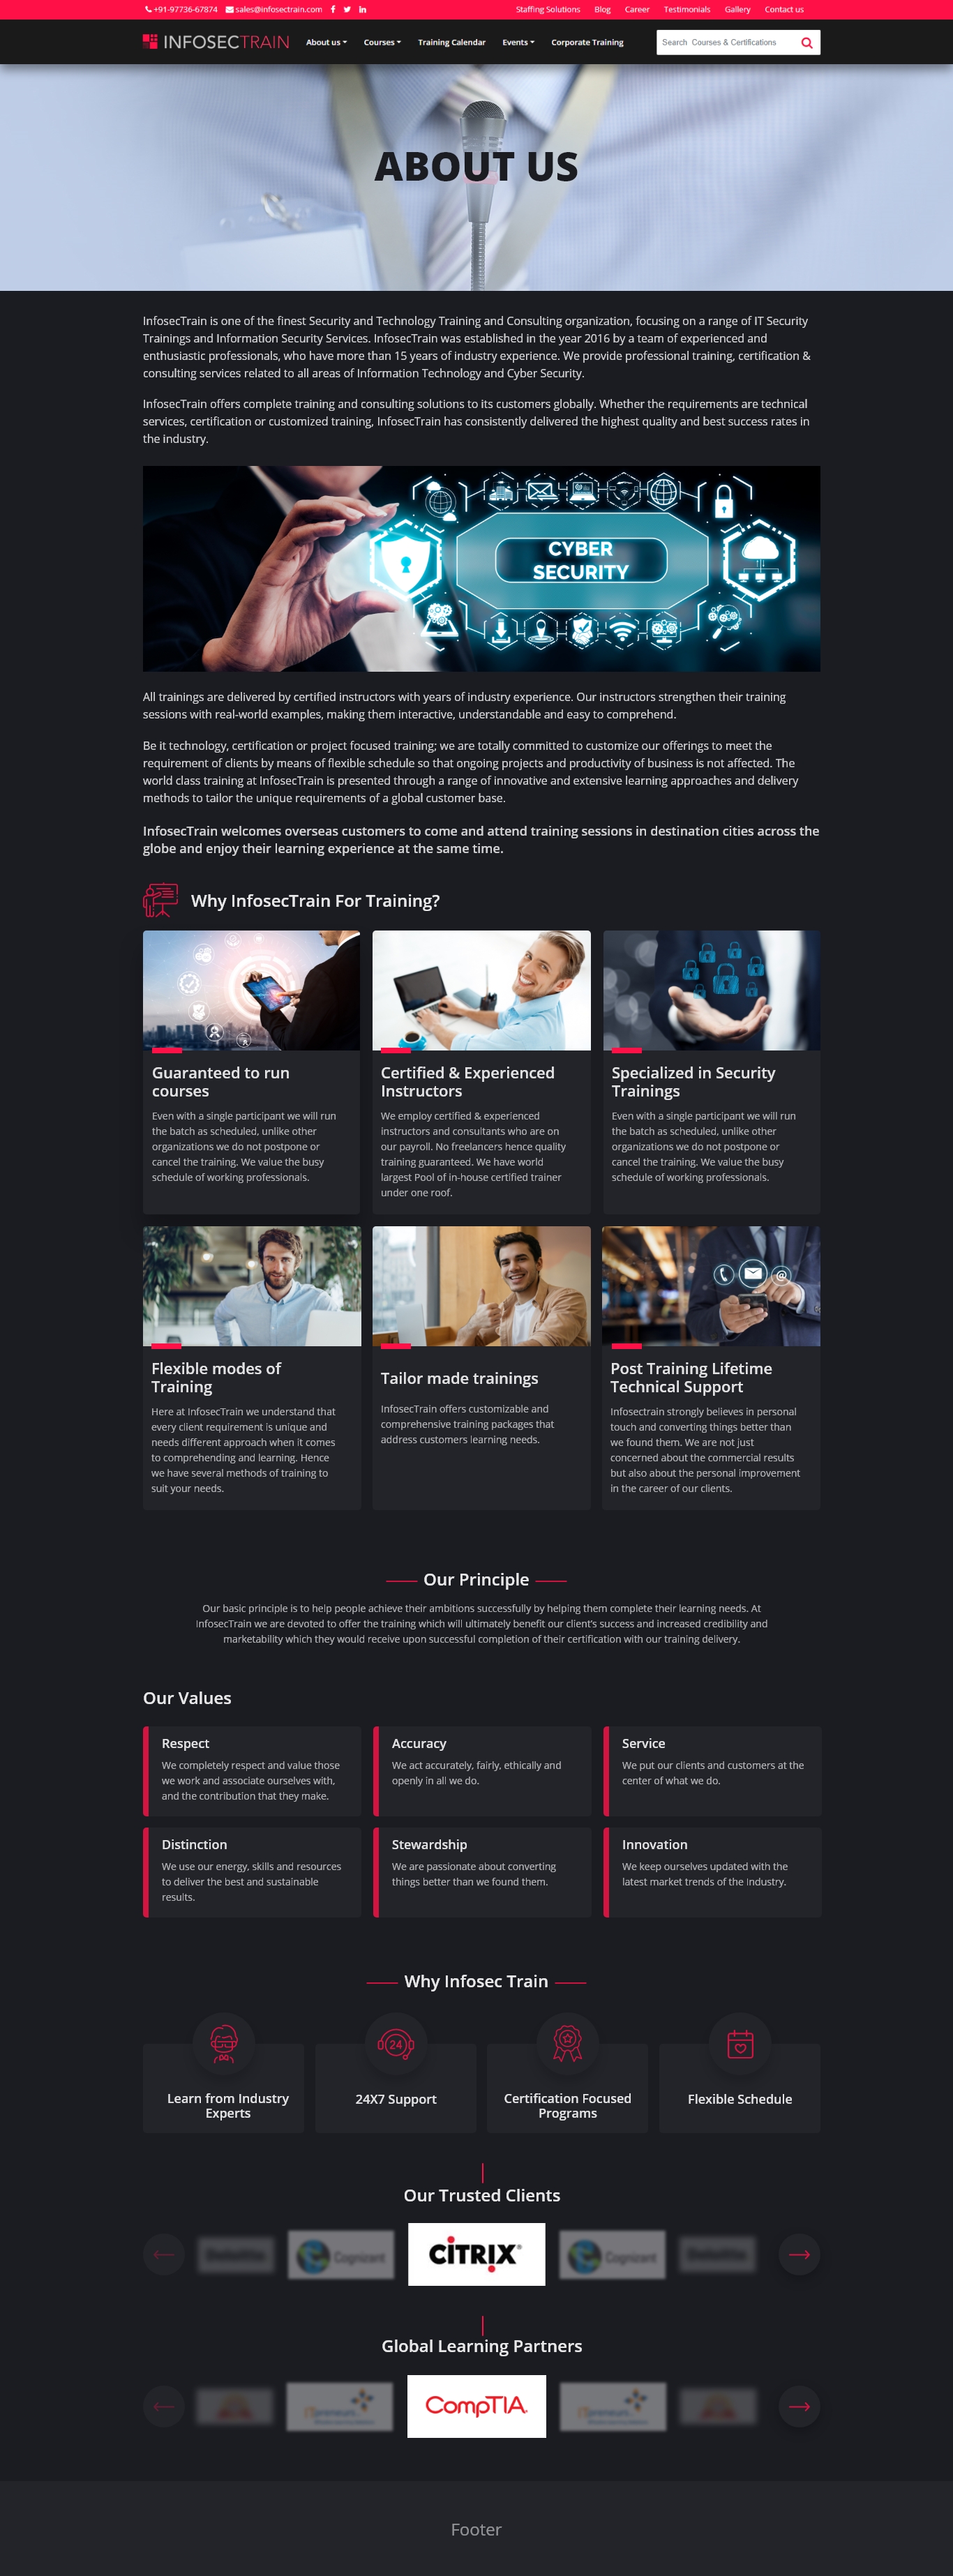 +91-97736-67874 sales@infosectrain.com Staffing Solutions Blog Career Testimonials Gallery Contact us
INFOSECTRAIN About us Courses Training Calendar Events Corporate Training Search Courses & Certifications
ABOUT US
InfosecTrain is one of the finest Security and Technology Training and Consulting organization, focusing on a range of IT Security
Trainings and Information Security Services. InfosecTrain was established in the year 2016 by a team of experienced and
enthusiastic professionals, who have more than 15 years of industry experience. We provide professional training, certification &
consulting services related to all areas of Information Technology and Cyber Security.
InfosecTrain offers complete training and consulting solutions to its customers globally. Whether the requirements are technical
services, certification or customized training, InfosecTrain has consistently delivered the highest quality and best success rates in
the industry.
CYBER
SECURITY
All trainings are delivered by certified instructors with years of industry experience. Our instructors strengthen their training
sessions with real-world examples, making them interactive, understandable and easy to comprehend.
Be it technology, certification or project focused training; we are totally committed to customize our offerings to meet the
requirement of clients by means of flexible schedule so that ongoing projects and productivity of business is not affected. The
world class training at InfosecTrain is presented through a range of innovative and extensive learning approaches and delivery
methods to tailor the unique requirements of a global customer base.
InfosecTrain welcomes overseas customers to come and attend training sessions in destination cities across the
globe and enjoy their learning experience at the same time.
Why InfosecTrain For Training?
Guaranteed to run
courses
Even with a single participant we will run
the batch as scheduled, unlike other
organizations we do not postpone or
cancel the training. We value the busy
schedule of working professionals.
Certified & Experienced
Instructors
We employ certified & experienced
instructors and consultants who are on
our payroll. No freelancers hence quality
training guaranteed. We have world
largest Pool of in-house certified trainer
under one roof.
Specialized in Security
Trainings
Even with a single participant we will run
the batch as scheduled, unlike other
organizations we do not postpone or
cancel the training. We value the busy
schedule of working professionals.
Flexible modes of
Training
Here at InfosecTrain we understand that
every client requirement is unique and
needs different approach when it comes
to comprehending and learning. Hence
we have several methods of training to
suit your needs.
Tailor made trainings
InfosecTrain offers customizable and
comprehensive training packages that
address customers learning needs.
Post Training Lifetime
Technical Support
Infosectrain strongly believes in personal
touch and converting things better than
we found them. We are not just
concerned about the commercial results
but also about the personal improvement
in the career of our clients.
Our Principle
Our basic principle is to help people achieve their ambitions successfully by helping them complete their learning needs. At
InfosecTrain we are devoted to offer the training which will ultimately benefit our client's success and increased credibility and
marketability which they would receive upon successful completion of their certification with our training delivery.
Our Values
Respect
We completely respect and value those
we work and associate ourselves with,
and the contribution that they make.
Accuracy
We act accurately, fairly, ethically and
openly in all we do.
Service
We put our clients and customers at the
center of what we do.
Distinction
We use our energy, skills and resources
to deliver the best and sustainable
results.
Stewardship
We are passionate about converting
things better than we found them.
Innovation
We keep ourselves updated with the
latest market trends of the Industry.
Why Infosec Train
24
Learn from Industry
Experts
24X7 Support
Certification Focused
Programs
Flexible Schedule
Our Trusted Clients
Cognizant CITRIX Cognizant
Global Learning Partners
CompTIA
Footer